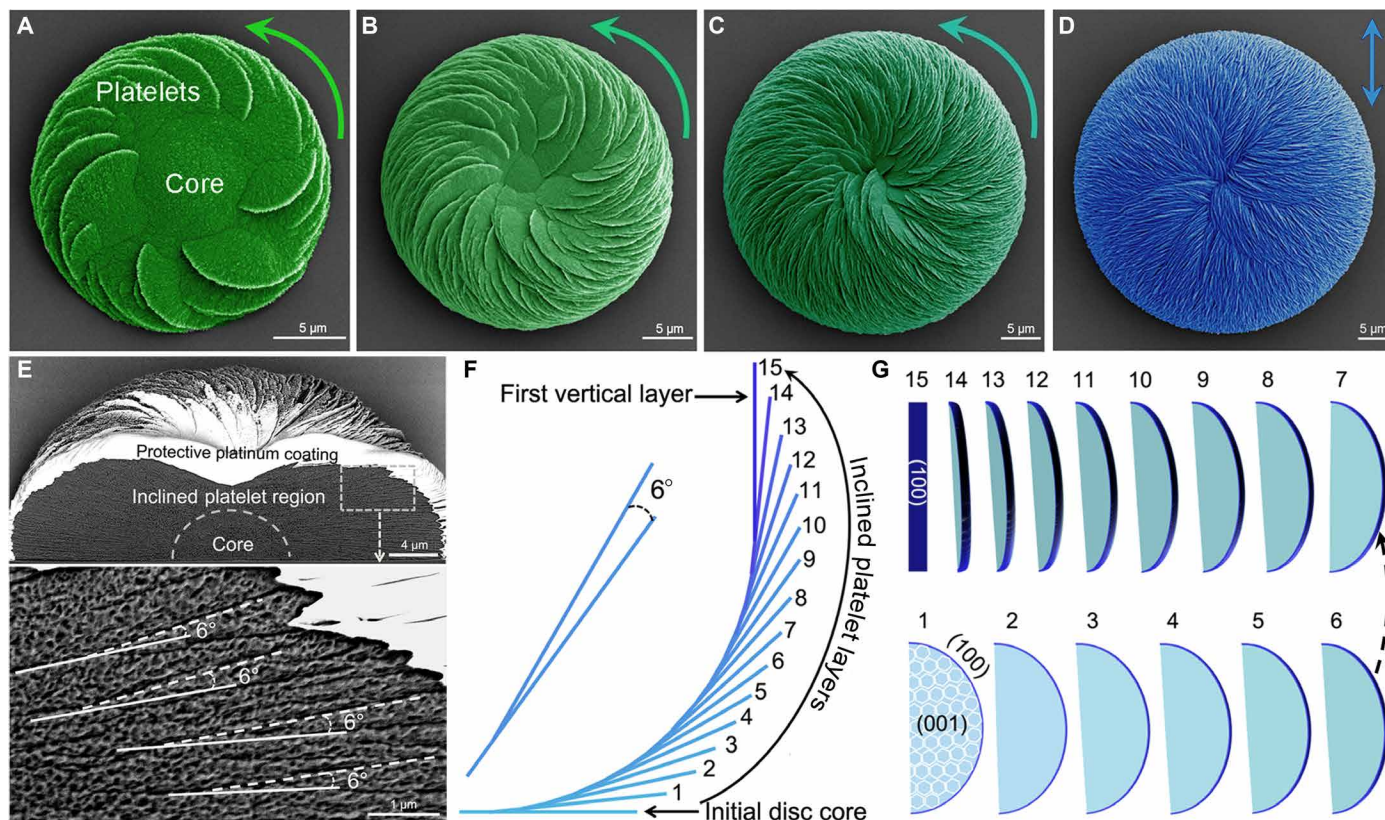 A
Platelets
Core
5 µm
B
5 µm
C
5 µm
D
5 µm
E
Protective platinum coating
Inclined platelet region
Core
4 µm
6°
6°
6°
6°
1 µm
F
First vertical layer
15
14
13
12
11
10
9
8
7
6
5
4
3
2
1
6°
Inclined platelet layers
Initial disc core
G
15 14 13 12 11 10 9 8 7
(100)
1 2 3 4 5 6
(100)
(001)